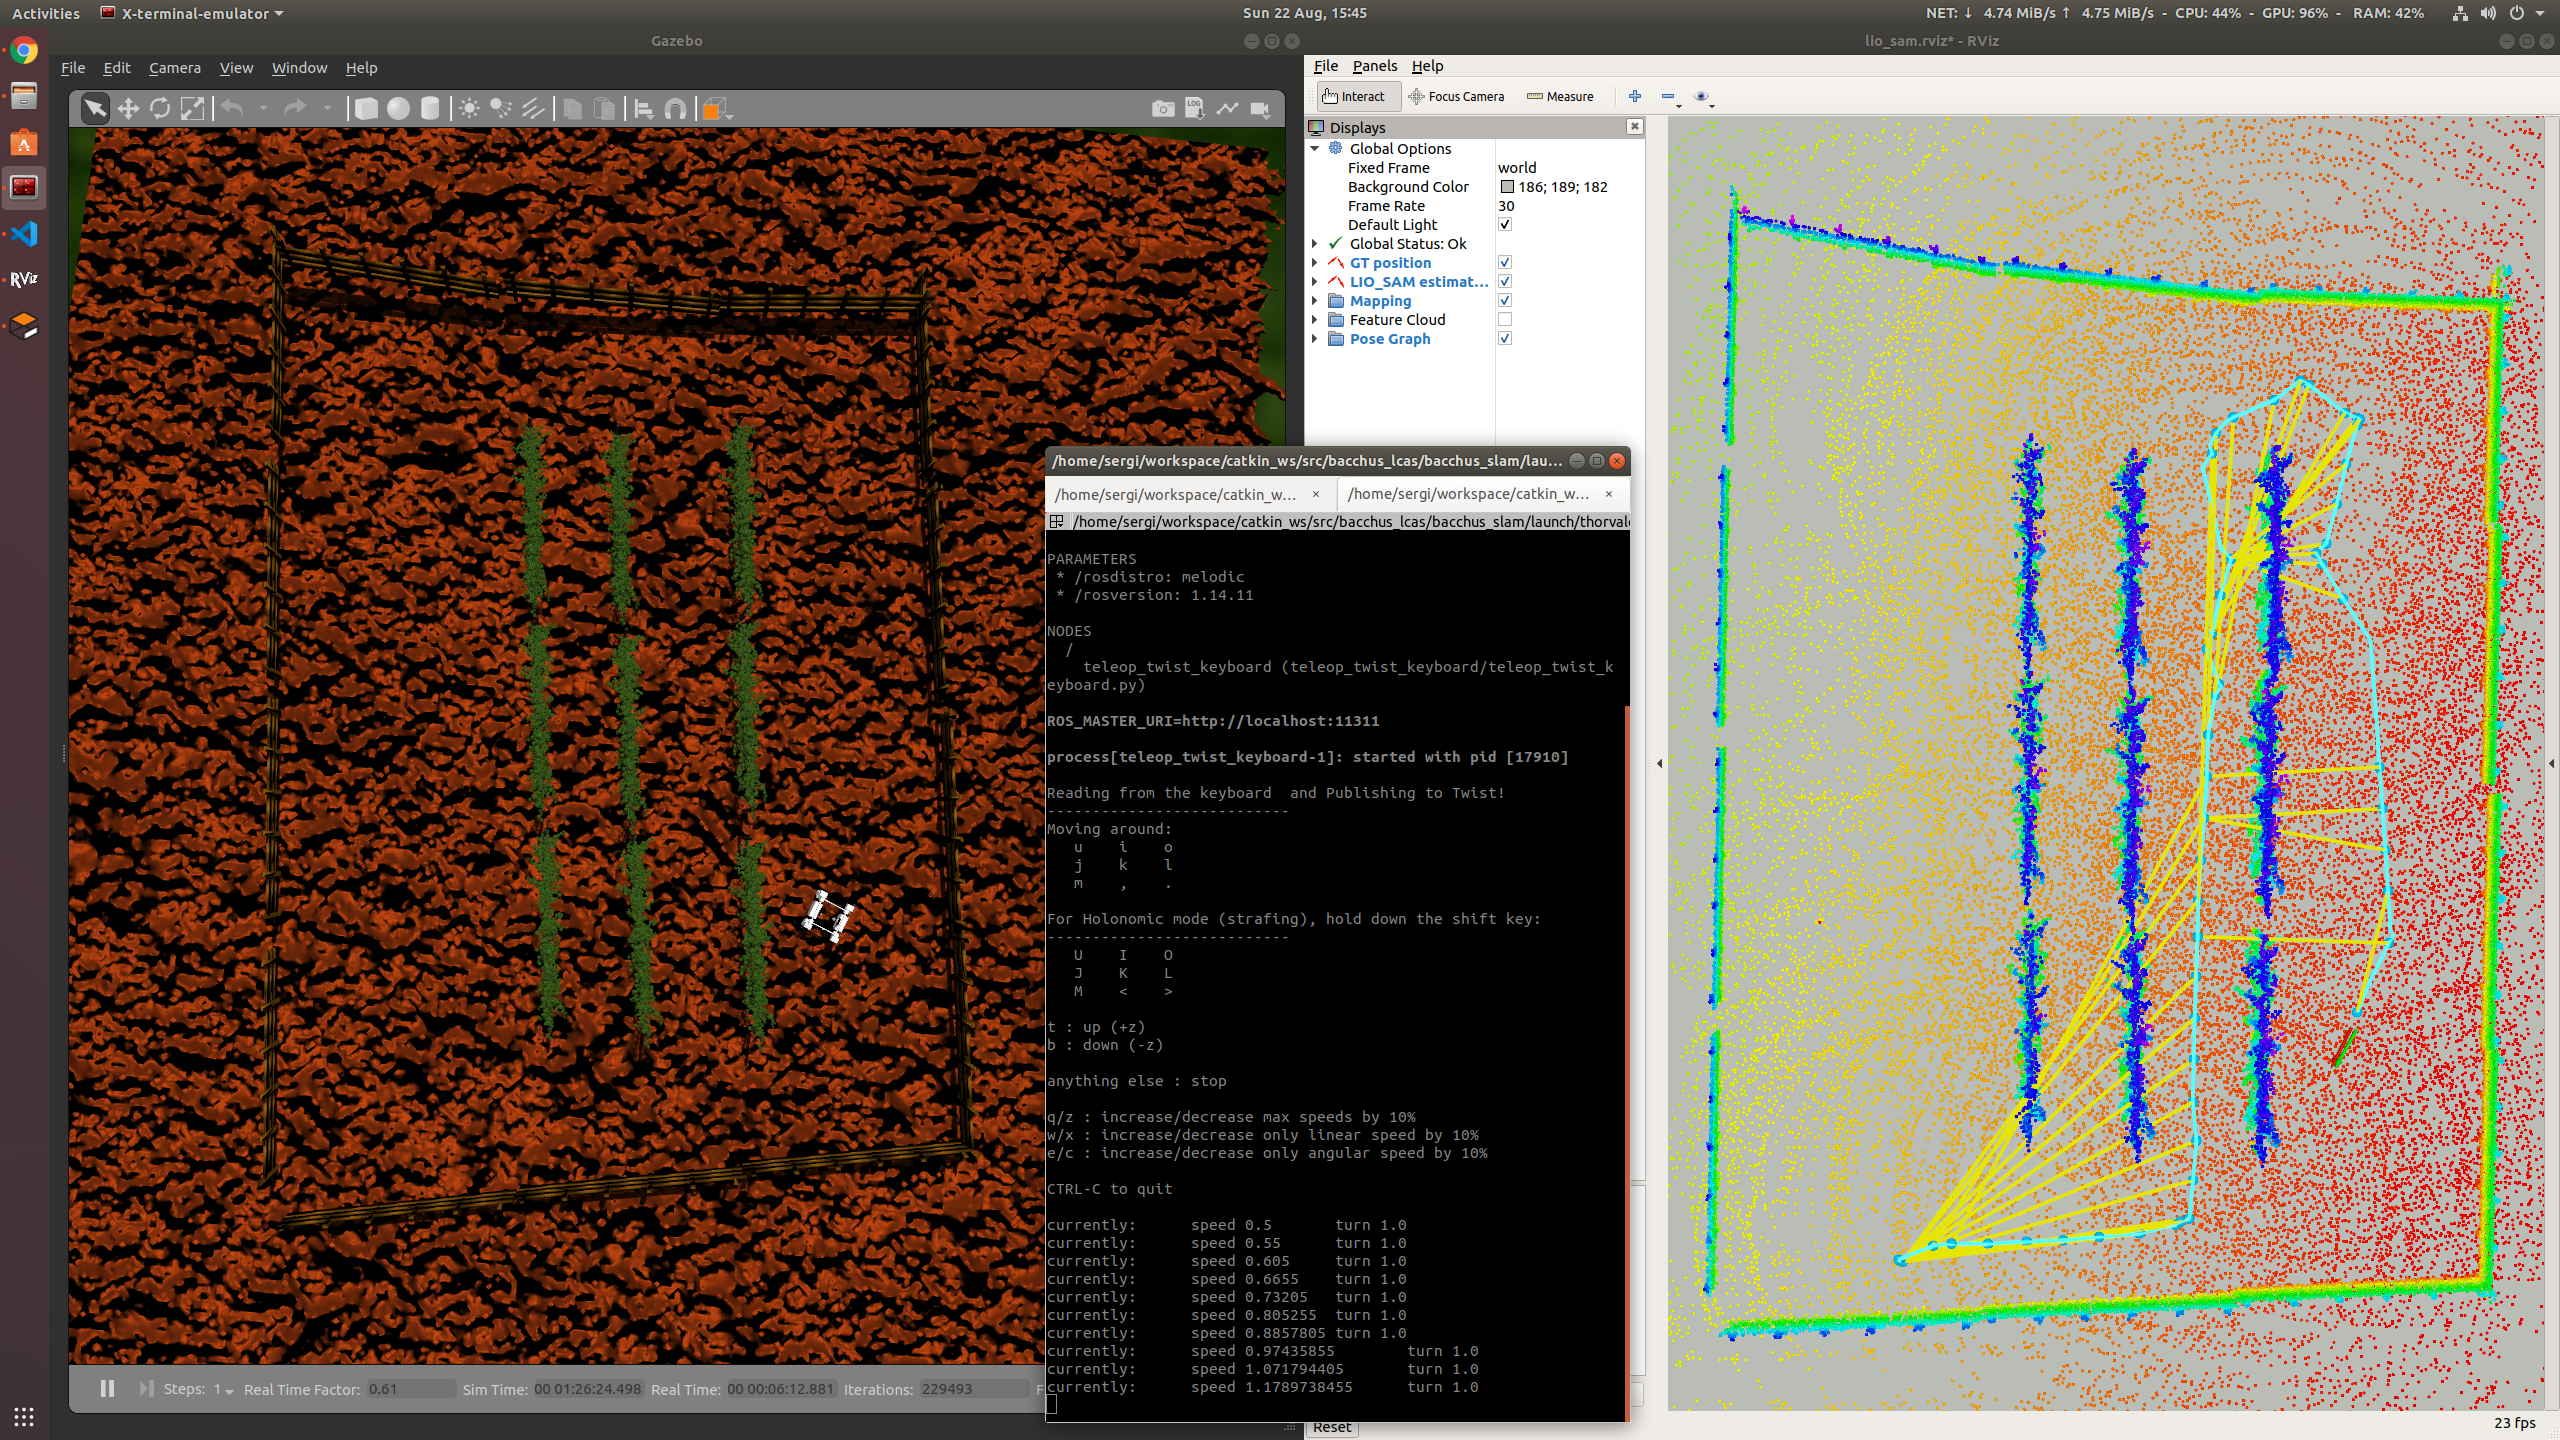 Activities
X-terminal-emulator
Sun 22 Aug, 15:45
NET: ↓ 4.74 MiB/s ↑ 4.75 MiB/s - CPU: 44% - GPU: 96% - RAM: 42%
Gazebo
File Edit Camera View Window Help
LOG
Steps: 1 Real Time Factor: 0.61 Sim Time: 00 01:26:24.498 Real Time: 00 00:06:12.881 Iterations: 229493 F
RViz
lio_sam.rviz* - RViz
File Panels Help
Interact Focus Camera Measure
Displays
Global Options
Fixed Frame world
Background Color 186; 189; 182
Frame Rate 30
Default Light
Global Status: Ok
GT position
LIO_SAM estimat...
Mapping
Feature Cloud
Pose Graph
Reset
23 fps
/home/sergi/workspace/catkin_ws/src/bacchus_lcas/bacchus_slam/lau...
/home/sergi/workspace/catkin_w... ×
/home/sergi/workspace/catkin_w... ×
/home/sergi/workspace/catkin_ws/src/bacchus_lcas/bacchus_slam/launch/thorval
PARAMETERS
* /rosdistro: melodic
* /rosversion: 1.14.11
NODES
/
teleop_twist_keyboard (teleop_twist_keyboard/teleop_twist_k
eyboard.py)
ROS_MASTER_URI=http://localhost:11311
process[teleop_twist_keyboard-1]: started with pid [17910]
Reading from the keyboard  and Publishing to Twist!
---------------------------
Moving around:
u i o
j k l
m , .
For Holonomic mode (strafing), hold down the shift key:
---------------------------
U I O
J K L
M < >
t : up (+z)
b : down (-z)
anything else : stop
q/z : increase/decrease max speeds by 10%
w/x : increase/decrease only linear speed by 10%
e/c : increase/decrease only angular speed by 10%
CTRL-C to quit
currently: speed 0.5 turn 1.0
currently: speed 0.55 turn 1.0
currently: speed 0.605 turn 1.0
currently: speed 0.6655 turn 1.0
currently: speed 0.73205 turn 1.0
currently: speed 0.805255 turn 1.0
currently: speed 0.8857805 turn 1.0
currently: speed 0.97435855 turn 1.0
currently: speed 1.071794405 turn 1.0
currently: speed 1.1789738455 turn 1.0